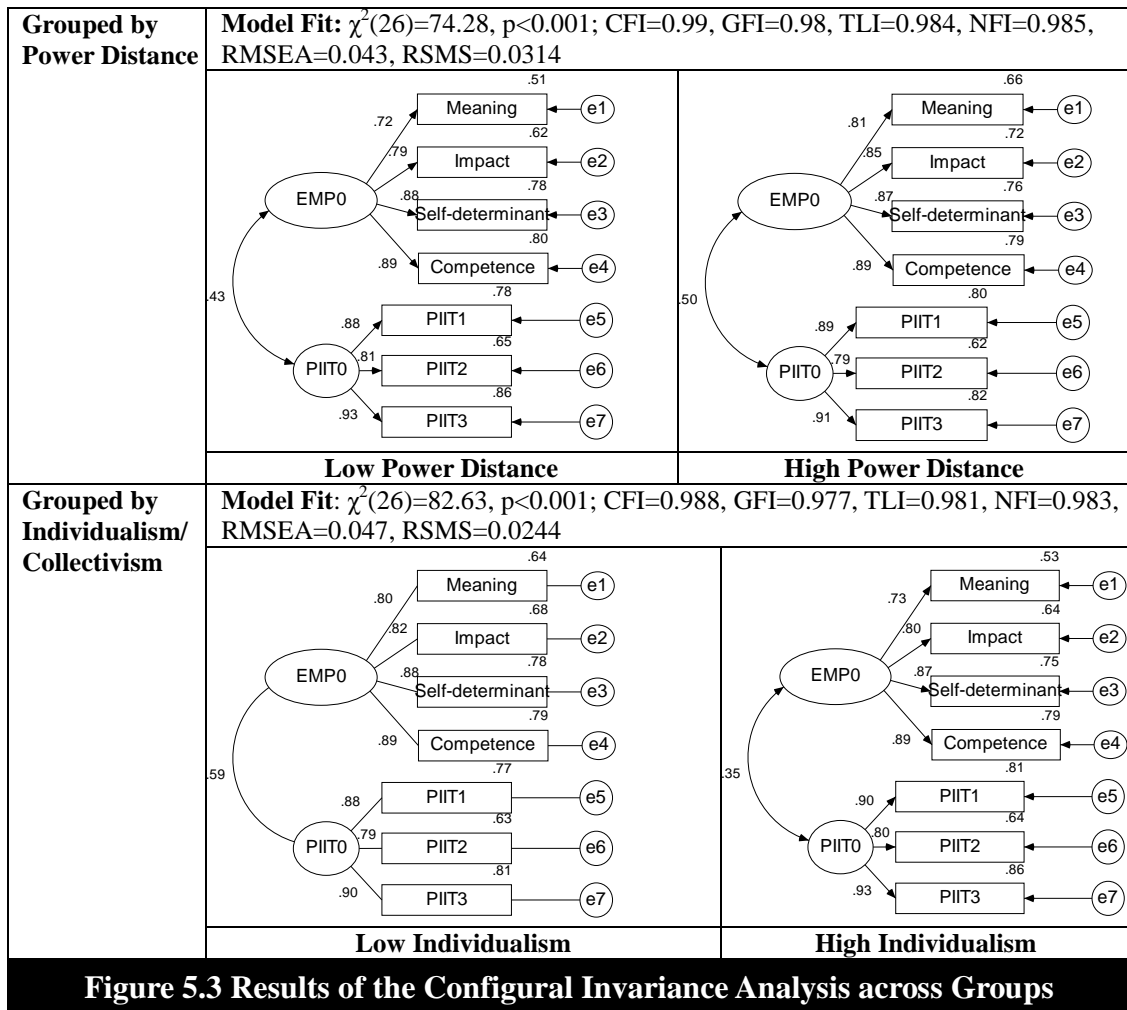 Grouped by
Power Distance
Model Fit: χ²(26)=74.28, p<0.001; CFI=0.99, GFI=0.98, TLI=0.984, NFI=0.985,
RMSEA=0.043, RSMS=0.0314
.51
Meaning
e1
.72
.62
Impact
e2
.79
.78
EMP0
Self-determinant
e3
.88
.80
Competence
e4
.89
.78
.43
PIIT1
e5
.88
.65
PIIT0
PIIT2
e6
.81
.86
PIIT3
e7
.93
Low Power Distance
.66
Meaning
e1
.81
.72
Impact
e2
.85
.76
EMP0
Self-determinant
e3
.87
.79
Competence
e4
.89
.80
.50
PIIT1
e5
.89
.62
PIIT0
PIIT2
e6
.79
.82
PIIT3
e7
.91
High Power Distance
Grouped by
Individualism/
Collectivism
Model Fit: χ²(26)=82.63, p<0.001; CFI=0.988, GFI=0.977, TLI=0.981, NFI=0.983,
RMSEA=0.047, RSMS=0.0244
.64
Meaning
e1
.80
.68
Impact
e2
.82
.78
EMP0
Self-determinant
e3
.88
.79
Competence
e4
.89
.77
.59
PIIT1
e5
.88
.63
PIIT0
PIIT2
e6
.79
.81
PIIT3
e7
.90
Low Individualism
.53
Meaning
e1
.73
.64
Impact
e2
.80
.75
EMP0
Self-determinant
e3
.87
.79
Competence
e4
.89
.81
.35
PIIT1
e5
.90
.64
PIIT0
PIIT2
e6
.80
.86
PIIT3
e7
.93
High Individualism
Figure 5.3 Results of the Configural Invariance Analysis across Groups